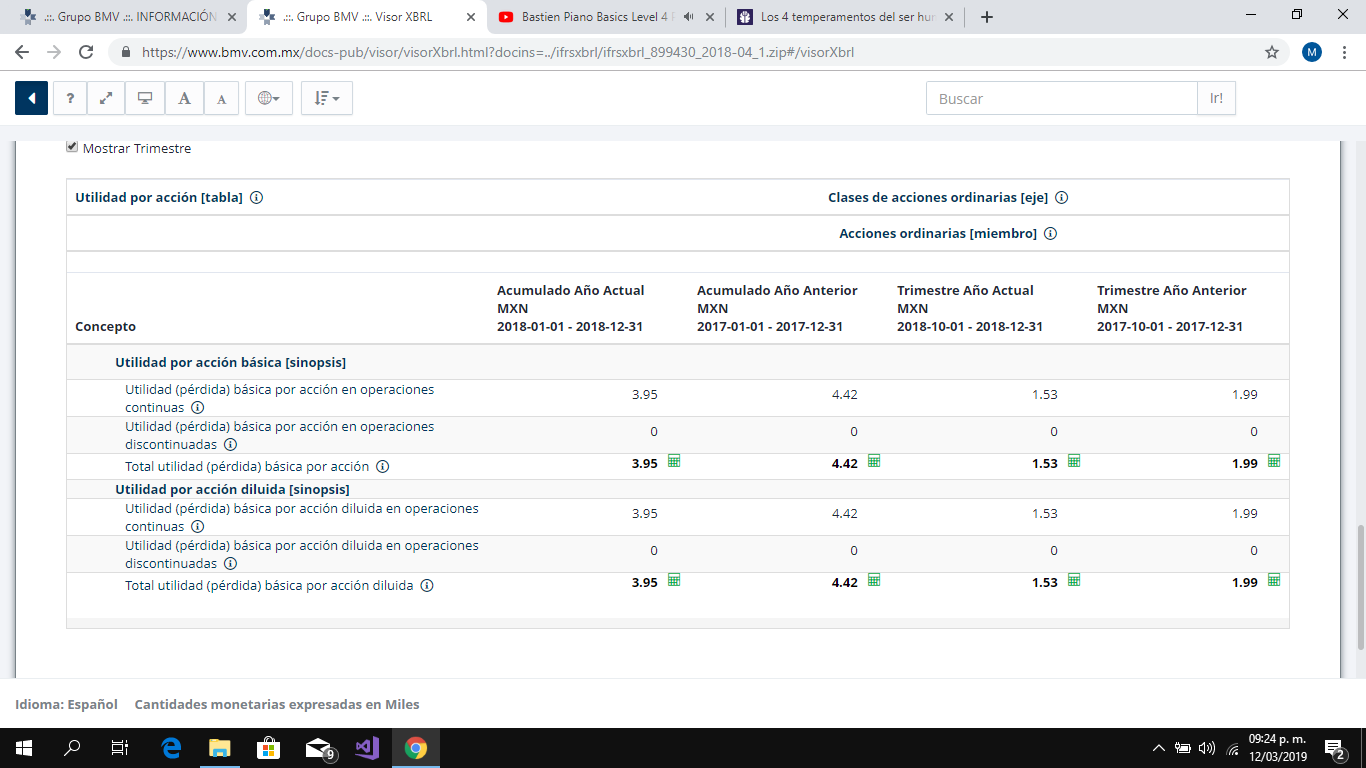 .::. Grupo BMV .::. INFORMACIÓN
.::. Grupo BMV .::. Visor XBRL
Bastien Piano Basics Level 4
Los 4 temperamentos del ser hu
https://www.bmv.com.mx/docs-pub/visor/visorXbrl.html?docins=../ifrsxbrl/ifrsxbrl_899430_2018-04_1.zip#/visorXbrl
M
?
A
A
Buscar
Ir!
Mostrar Trimestre
Utilidad por acción [tabla]
Clases de acciones ordinarias [eje]
Acciones ordinarias [miembro]
Concepto
Acumulado Año Actual
MXN
2018-01-01 - 2018-12-31
Acumulado Año Anterior
MXN
2017-01-01 - 2017-12-31
Trimestre Año Actual
MXN
2018-10-01 - 2018-12-31
Trimestre Año Anterior
MXN
2017-10-01 - 2017-12-31
Utilidad por acción básica [sinopsis]
Utilidad (pérdida) básica por acción en operaciones
continuas
3.95 4.42 1.53 1.99
Utilidad (pérdida) básica por acción en operaciones
discontinuadas
0 0 0 0
Total utilidad (pérdida) básica por acción
3.95 4.42 1.53 1.99
Utilidad por acción diluida [sinopsis]
Utilidad (pérdida) básica por acción diluida en operaciones
continuas
3.95 4.42 1.53 1.99
Utilidad (pérdida) básica por acción diluida en operaciones
discontinuadas
0 0 0 0
Total utilidad (pérdida) básica por acción diluida
3.95 4.42 1.53 1.99
Idioma: Español
Cantidades monetarias expresadas en Miles
9
09:24 p. m.
12/03/2019
2